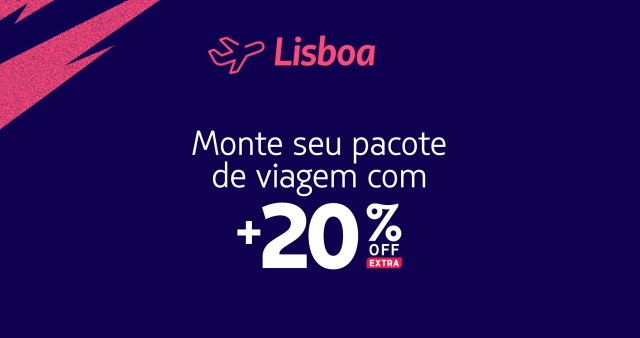 Lisboa
Monte seu pacote
de viagem com
+20%
OFF
EXTRA